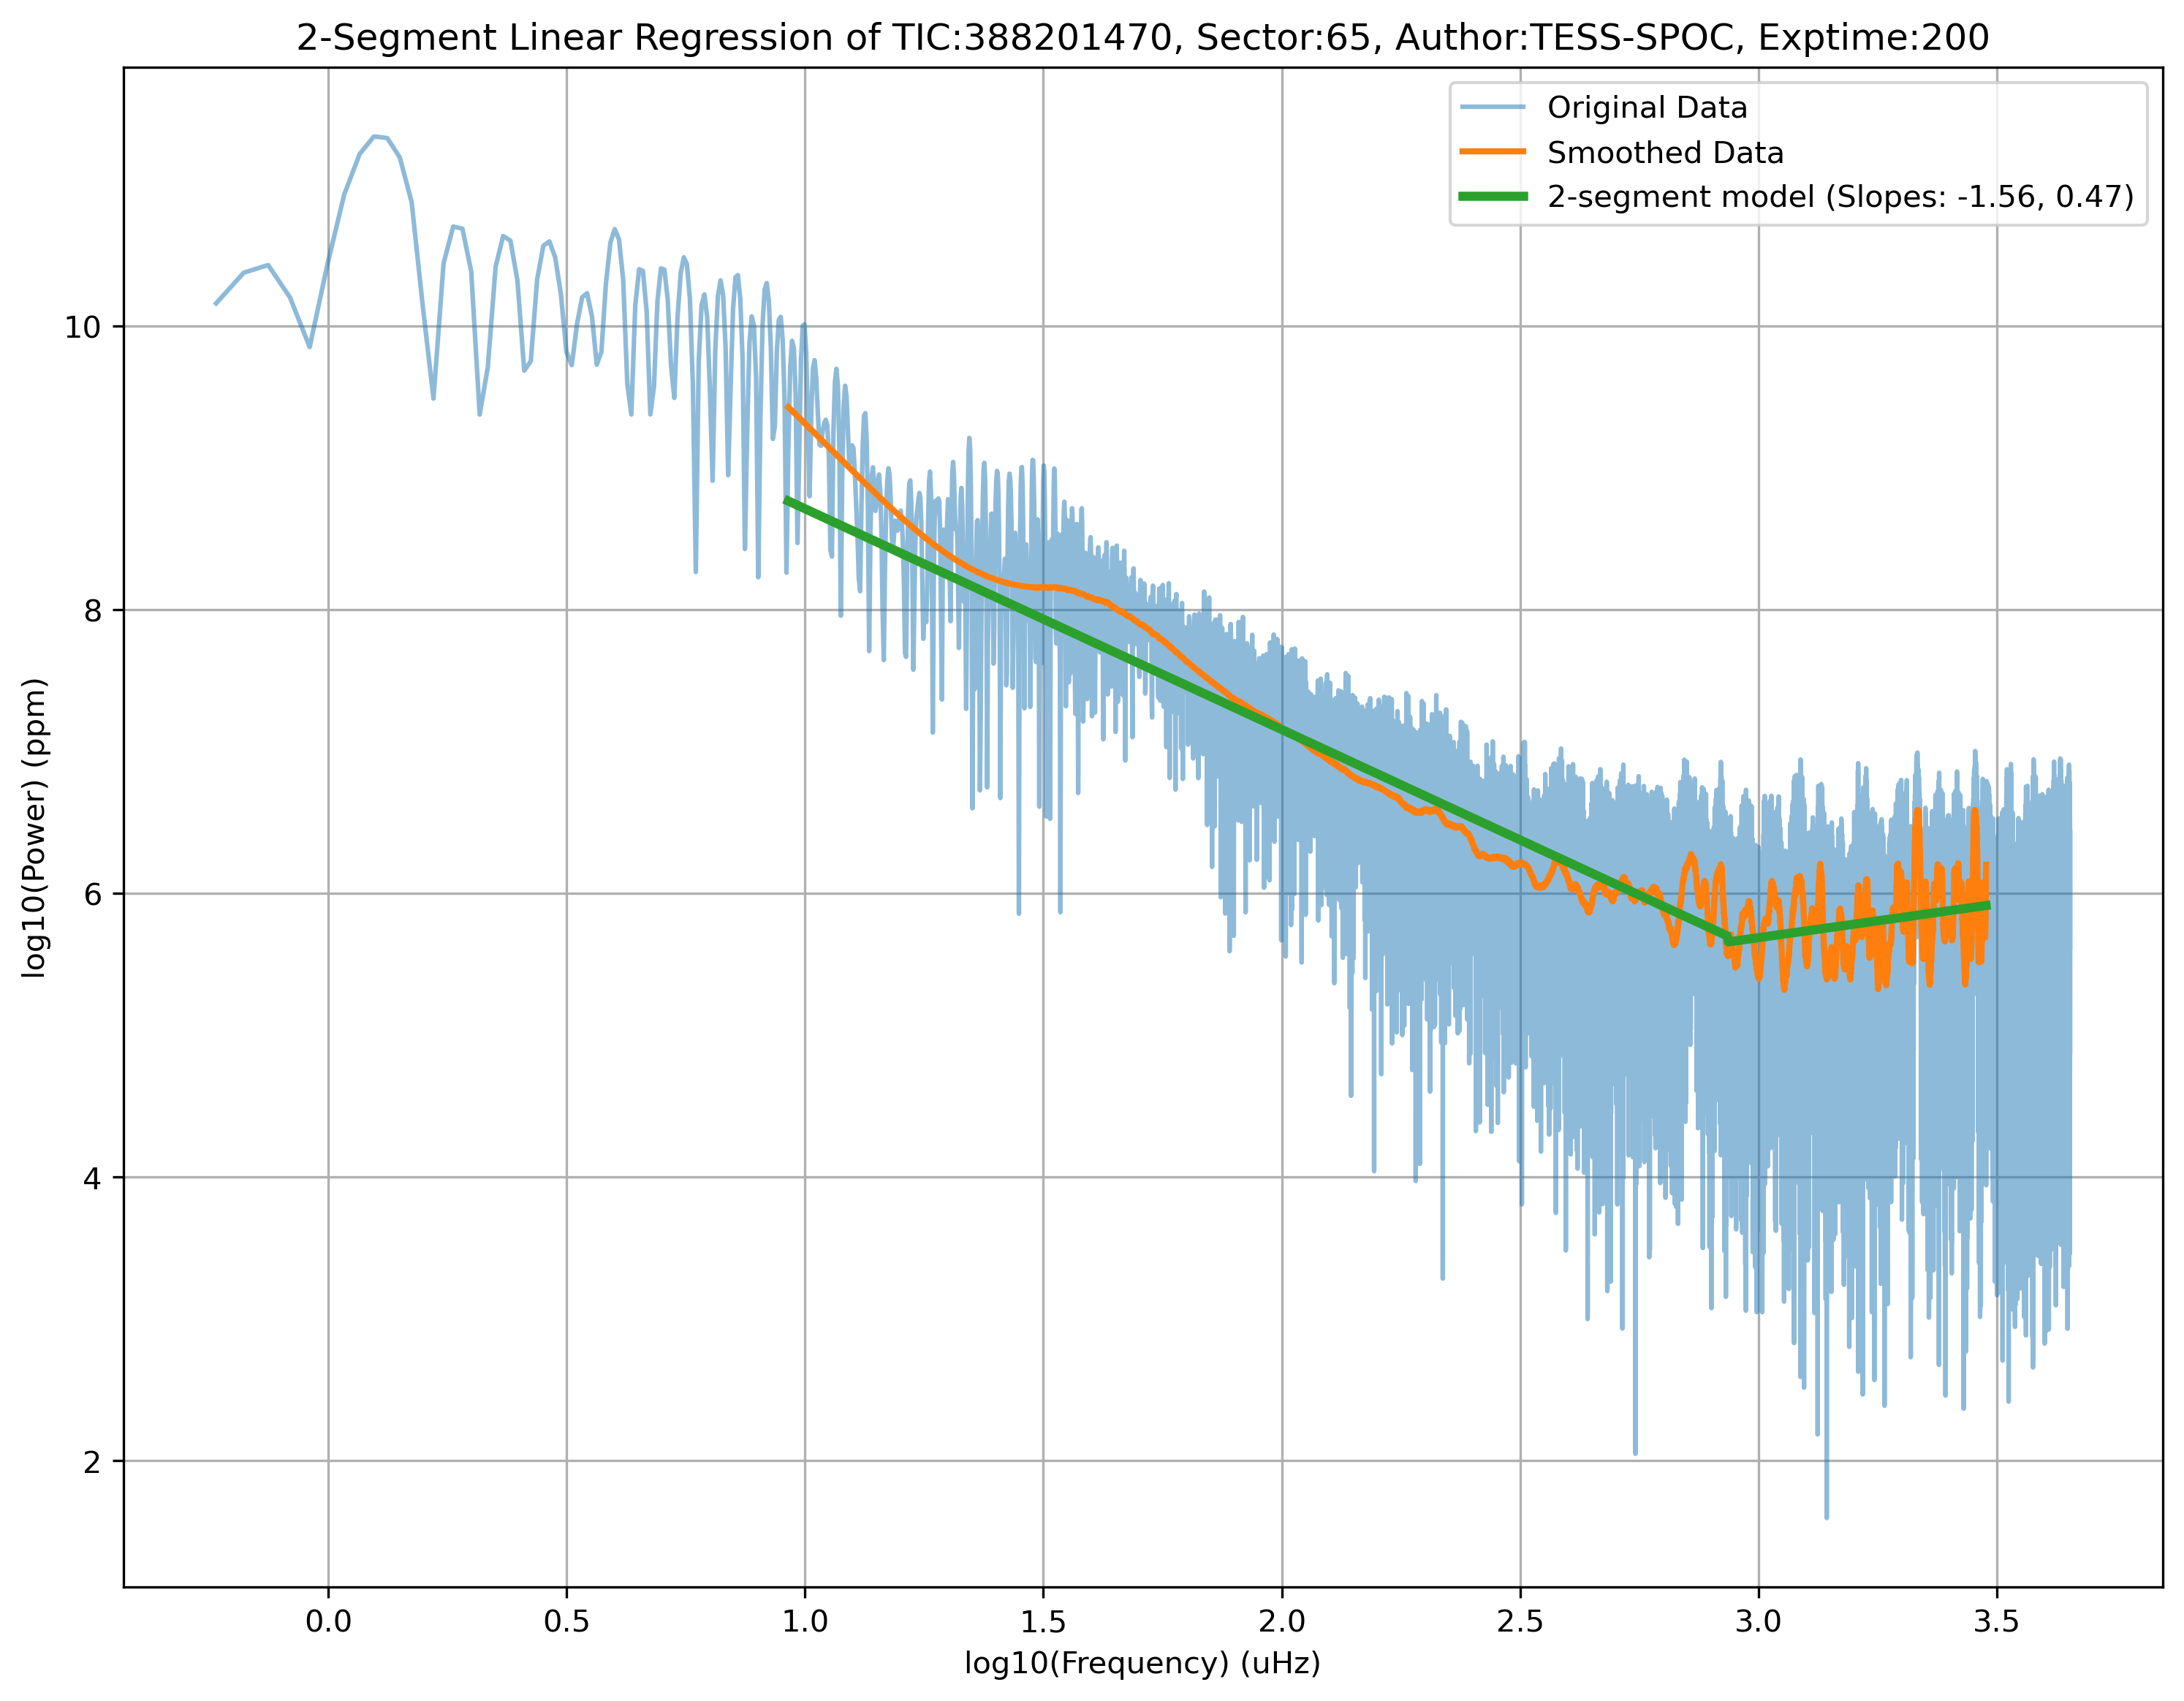 2-Segment Linear Regression of TIC:388201470, Sector:65, Author:TESS-SPOC, Exptime:200
Original Data
Smoothed Data
2-segment model (Slopes: -1.56, 0.47)
log10(Power) (ppm)
10
8
6
4
2
0.0 0.5 1.0 1.5 2.0 2.5 3.0 3.5
log10(Frequency) (uHz)